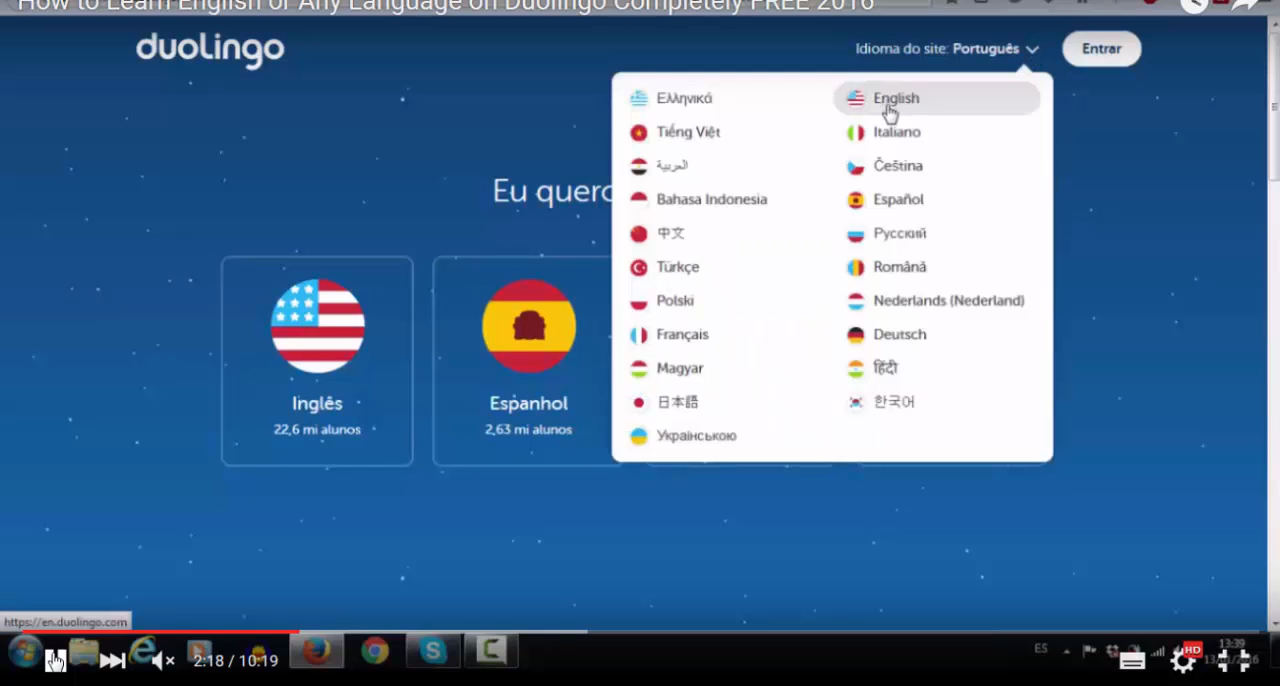 How to Learn English or Any Language on Duolingo Completely FREE 2016
duolingo
Idioma do site: Português
Entrar
Ελληνικά
English
Tiếng Việt
Italiano
العربية
Čeština
Bahasa Indonesia
Español
中文
Русский
Türkçe
Română
Polski
Nederlands (Nederland)
Français
Deutsch
Magyar
हिंदी
日本語
한국어
Українською
Eu quero
Inglês
22,6 mi alunos
Espanhol
2,63 mi alunos
https://en.duolingo.com
2:18 / 10:19
ES
HD
13:39